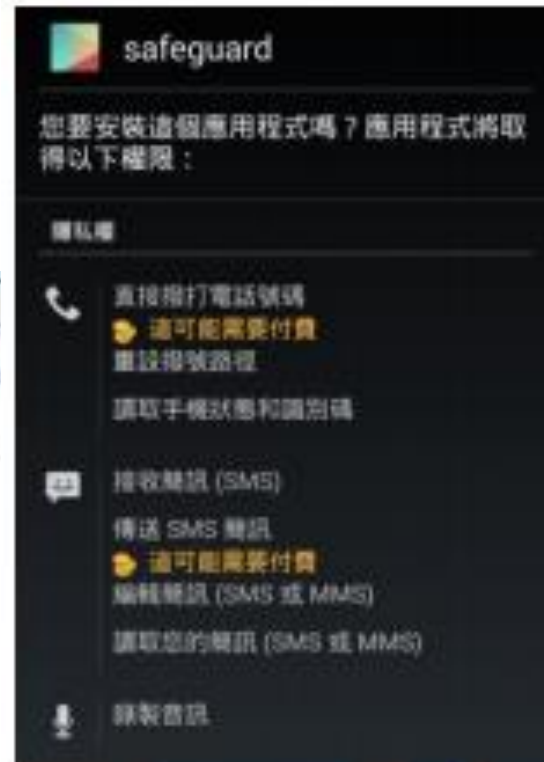 safeguard
您要安裝這個應用程式嗎？應用程式將取
得以下權限：
隱私權
直接撥打電話號碼
這可能需要付費
重設撥號路徑
讀取手機狀態和識別碼
接收簡訊 (SMS)
傳送 SMS 簡訊
這可能需要付費
編輯簡訊 (SMS 或 MMS)
讀取您的簡訊 (SMS 或 MMS)
錄製音訊